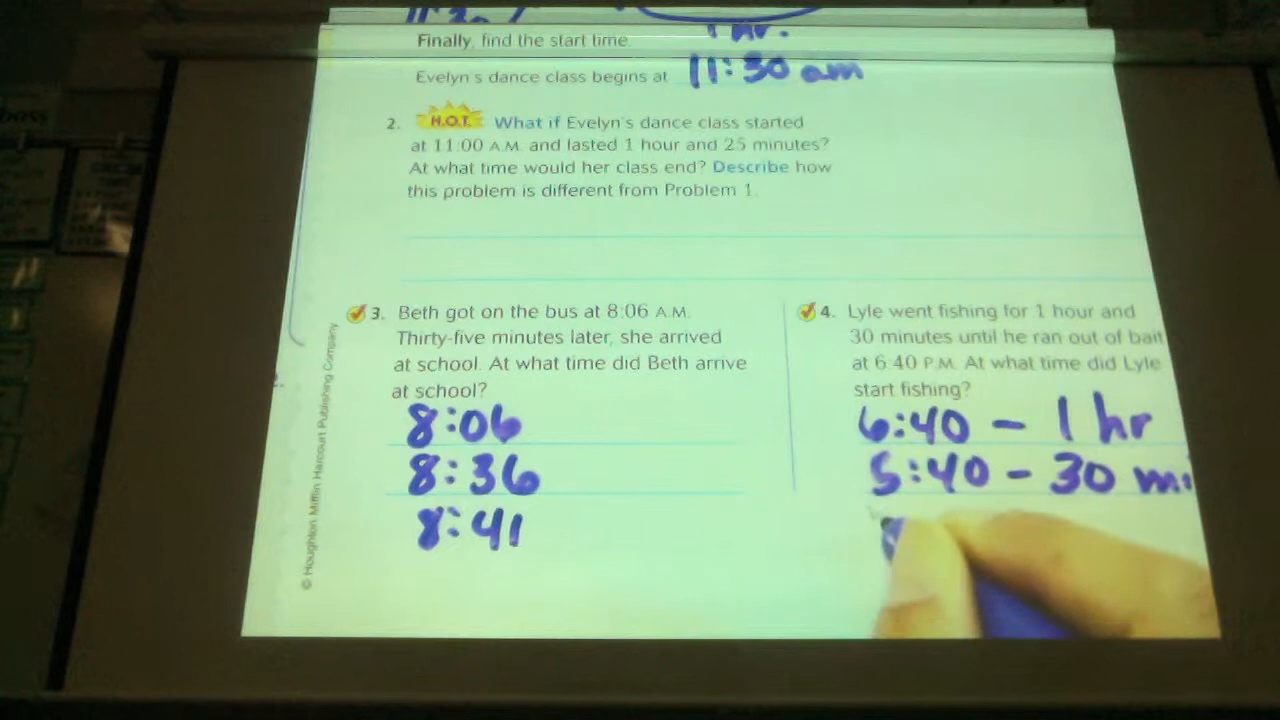 1 hr.
Finally, find the start time.
Evelyn's dance class begins at 11:30 am
2. H.O.T. What if Evelyn's dance class started
at 11:00 A.M. and lasted 1 hour and 25 minutes?
At what time would her class end? Describe how
this problem is different from Problem 1.
3. Beth got on the bus at 8:06 A.M.
Thirty-five minutes later, she arrived
at school. At what time did Beth arrive
at school?
8:06
8:36
8:41
4. Lyle went fishing for 1 hour and
30 minutes until he ran out of bait
at 6:40 P.M. At what time did Lyle
start fishing?
6:40 - 1 hr
5:40 - 30 mi
© Houghton Mifflin Harcourt Publishing Company